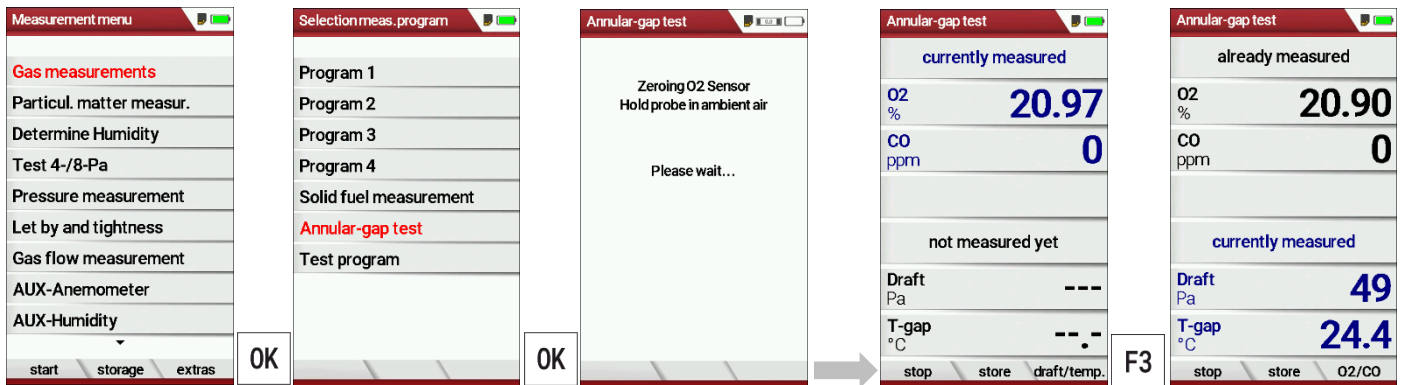 Measurement menu
Gas measurements
Particul. matter measur.
Determine Humidity
Test 4-/8-Pa
Pressure measurement
Let by and tightness
Gas flow measurement
AUX-Anemometer
AUX-Humidity
start storage extras
OK
Selection meas.program
Program 1
Program 2
Program 3
Program 4
Solid fuel measurement
Annular-gap test
Test program
OK
Annular-gap test
Zeroing O2 Sensor
Hold probe in ambient air
Please wait...
Annular-gap test
currently measured
O2 20.97
%
CO 0
ppm
not measured yet
Draft ---
Pa
T-gap --.-
°C
stop store draft/temp.
F3
Annular-gap test
already measured
O2 20.90
%
CO 0
ppm
currently measured
Draft 49
Pa
T-gap 24.4
°C
stop store O2/CO